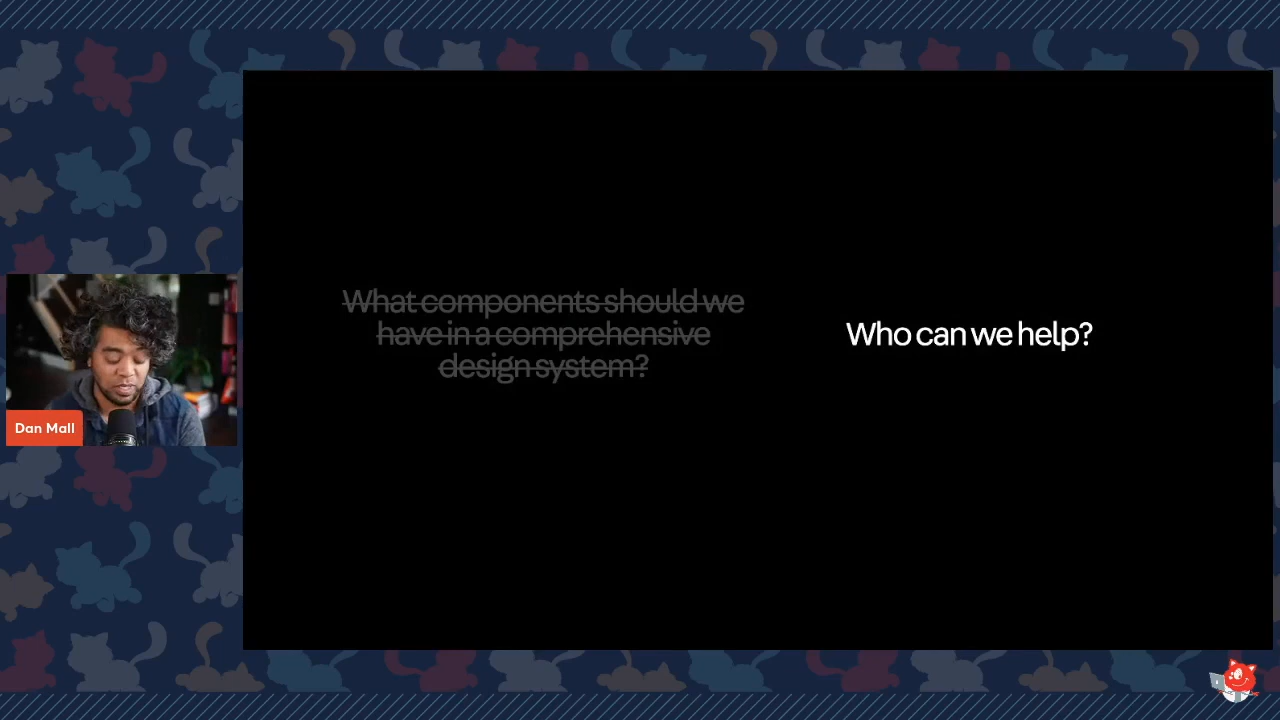 What components should we
have in a comprehensive
design system?
Who can we help?
Dan Mall